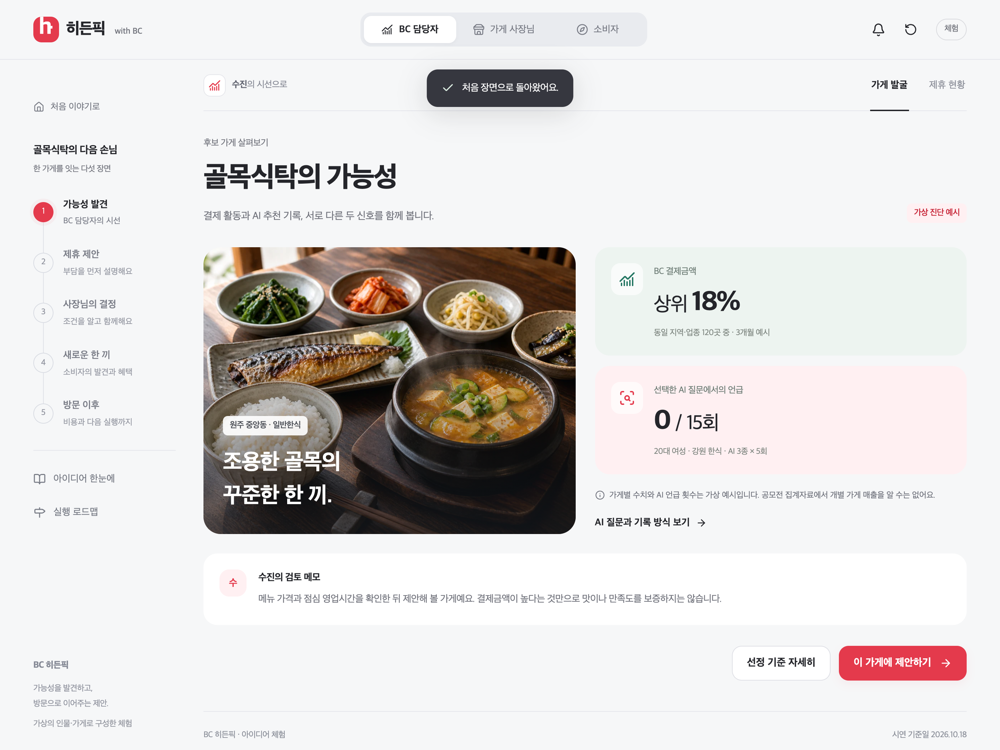 h 히든픽 with BC
BC 담당자
가게 사장님
소비자
체험
처음 이야기로
골목식탁의 다음 손님
한 가게를 잇는 다섯 장면
1
가능성 발견
BC 담당자의 시선
2
제휴 제안
부담을 먼저 설명해요
3
사장님의 결정
조건을 알고 함께해요
4
새로운 한 끼
소비자의 발견과 혜택
5
방문 이후
비용과 다음 실행까지
아이디어 한눈에
실행 로드맵
BC 히든픽
가능성을 발견하고,
방문으로 이어주는 제안.
가상의 인물·가게로 구성한 체험
수진의 시선으로
처음 장면으로 돌아왔어요.
가게 발굴
제휴 현황
후보 가게 살펴보기
골목식탁의 가능성
결제 활동과 AI 추천 기록, 서로 다른 두 신호를 함께 봅니다.
가상 진단 예시
원주 중앙동 · 일반한식
조용한 골목의
꾸준한 한 끼.
BC 결제금액
상위 18%
동일 지역·업종 120곳 중 · 3개월 예시
선택한 AI 질문에서의 언급
0 / 15회
20대 여성 · 강원 한식 · AI 3종 × 5회
가게별 수치와 AI 언급 횟수는 가상 예시입니다. 공모전 집계자료에서 개별 가게 매출을 알 수는 없어요.
AI 질문과 기록 방식 보기
수
수진의 검토 메모
메뉴 가격과 점심 영업시간을 확인한 뒤 제안해 볼 가게예요. 결제금액이 높다는 것만으로 맛이나 만족도를 보증하지는 않습니다.
선정 기준 자세히
이 가게에 제안하기
BC 히든픽 · 아이디어 체험
시연 기준일 2026.10.18